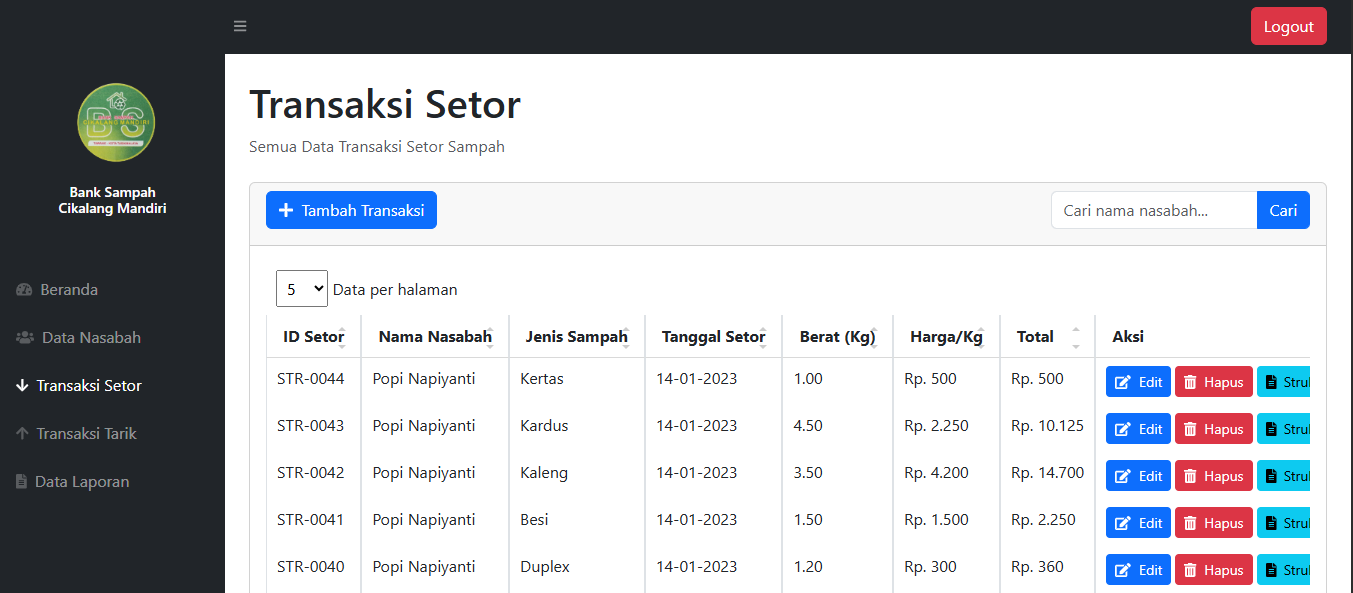 Logout
BS
CIKALANG MANDIRI
Bank Sampah
Cikalang Mandiri
Beranda
Data Nasabah
Transaksi Setor
Transaksi Tarik
Data Laporan
Transaksi Setor
Semua Data Transaksi Setor Sampah
Tambah Transaksi
Cari nama nasabah... Cari
5 Data per halaman
ID Setor Nama Nasabah Jenis Sampah Tanggal Setor Berat (Kg) Harga/Kg Total Aksi
STR-0044 Popi Napiyanti Kertas 14-01-2023 1.00 Rp. 500 Rp. 500 Edit Hapus
STR-0043 Popi Napiyanti Kardus 14-01-2023 4.50 Rp. 2.250 Rp. 10.125 Edit Hapus
STR-0042 Popi Napiyanti Kaleng 14-01-2023 3.50 Rp. 4.200 Rp. 14.700 Edit Hapus
STR-0041 Popi Napiyanti Besi 14-01-2023 1.50 Rp. 1.500 Rp. 2.250 Edit Hapus
STR-0040 Popi Napiyanti Duplex 14-01-2023 1.20 Rp. 300 Rp. 360 Edit Hapus